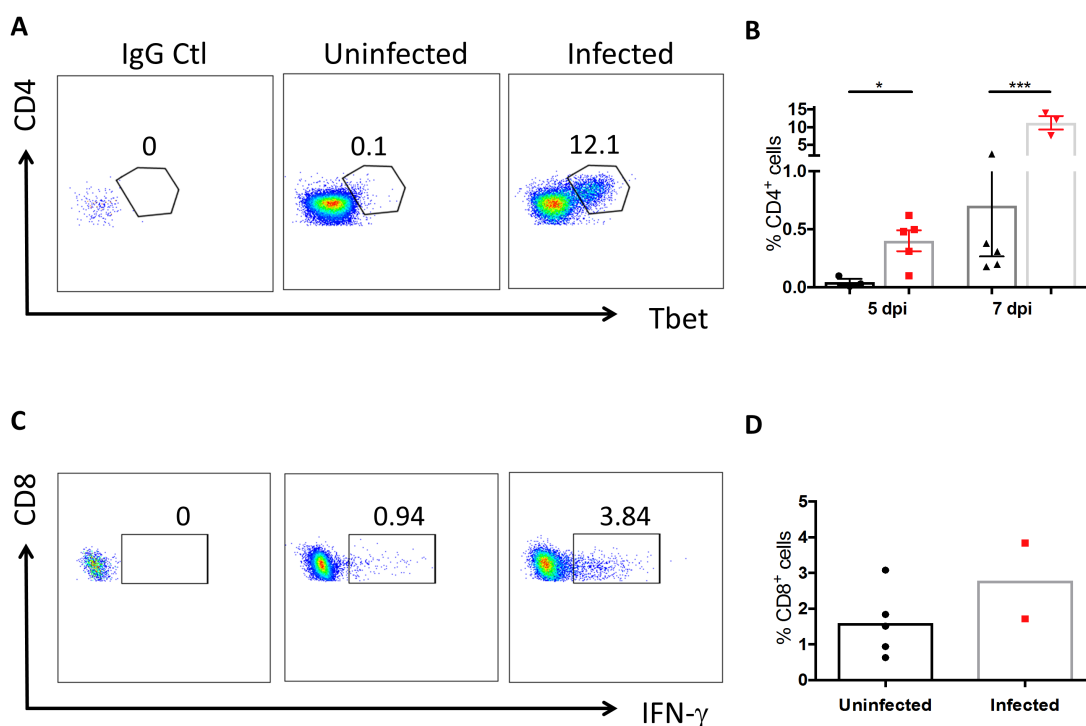 A
IgG Ctl
Uninfected
Infected
CD4
0
0.1
12.1
Tbet
B
*
***
% CD4⁺ cells
15
10
5
1.0
0.5
0.0
5 dpi
7 dpi
C
CD8
0
0.94
3.84
IFN-γ
D
% CD8⁺ cells
5
4
3
2
1
0
Uninfected
Infected